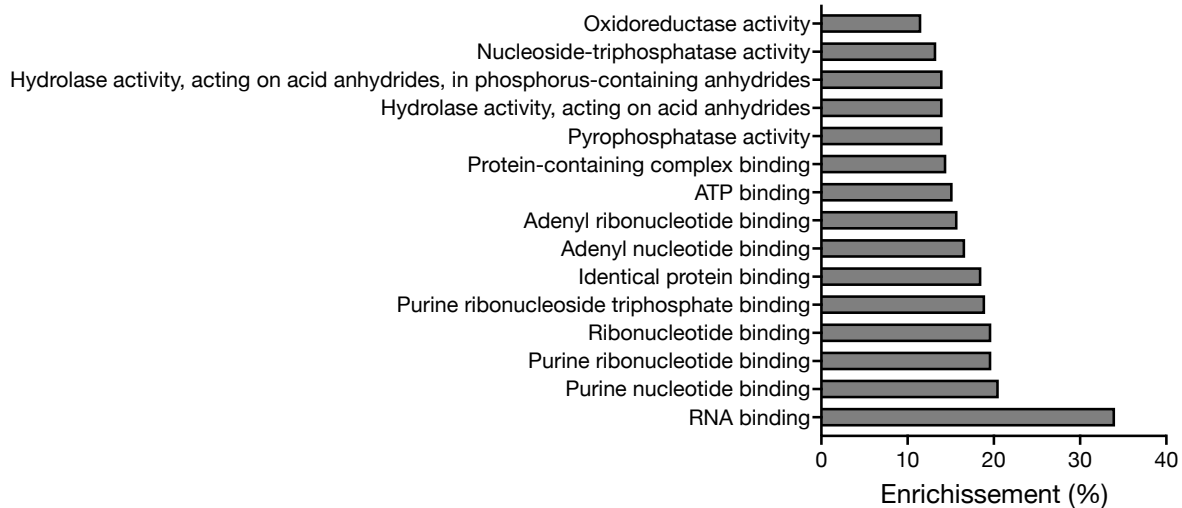 Oxidoreductase activity
Nucleoside-triphosphatase activity
Hydrolase activity, acting on acid anhydrides, in phosphorus-containing anhydrides
Hydrolase activity, acting on acid anhydrides
Pyrophosphatase activity
Protein-containing complex binding
ATP binding
Adenyl ribonucleotide binding
Adenyl nucleotide binding
Identical protein binding
Purine ribonucleoside triphosphate binding
Ribonucleotide binding
Purine ribonucleotide binding
Purine nucleotide binding
RNA binding
0 10 20 30 40
Enrichissement (%)